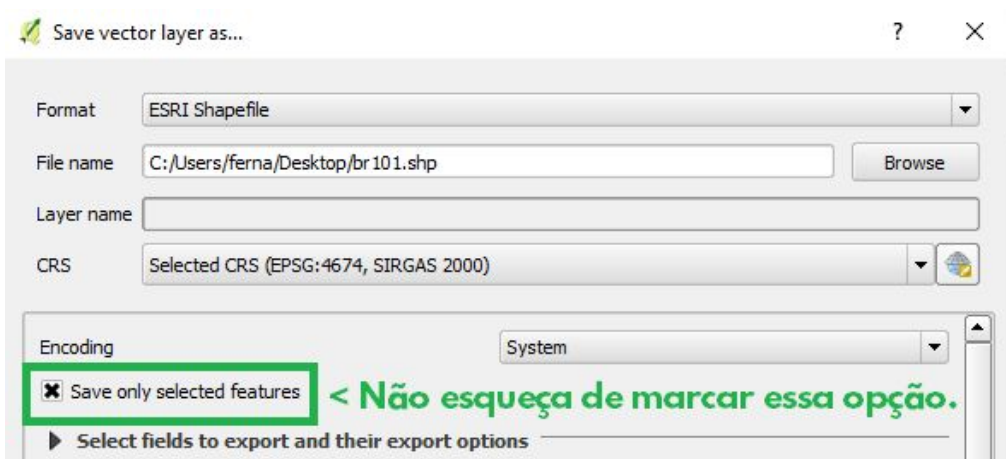 Save vector layer as...
?
Format
ESRI Shapefile
File name
C:/Users/ferna/Desktop/br101.shp
Browse
Layer name
CRS
Selected CRS (EPSG:4674, SIRGAS 2000)
Encoding
System
Save only selected features
< Não esqueça de marcar essa opção.
Select fields to export and their export options